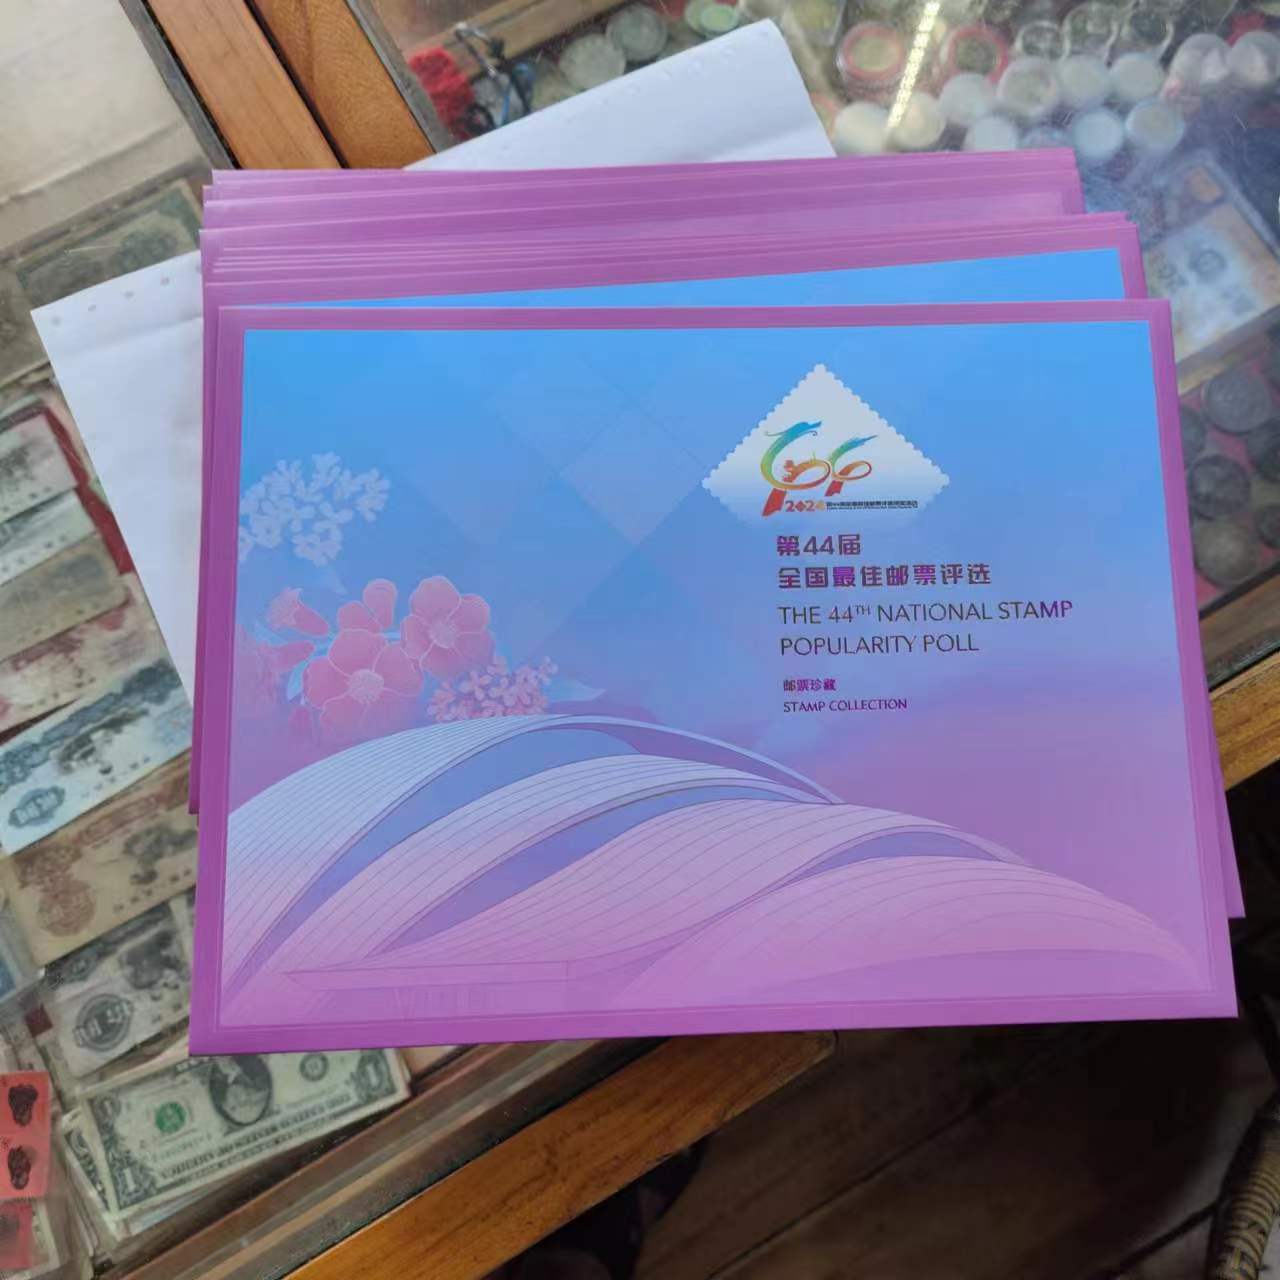 2024
第44届
全国最佳邮票评选
THE 44TH NATIONAL STAMP
POPULARITY POLL
邮票珍藏
STAMP COLLECTION